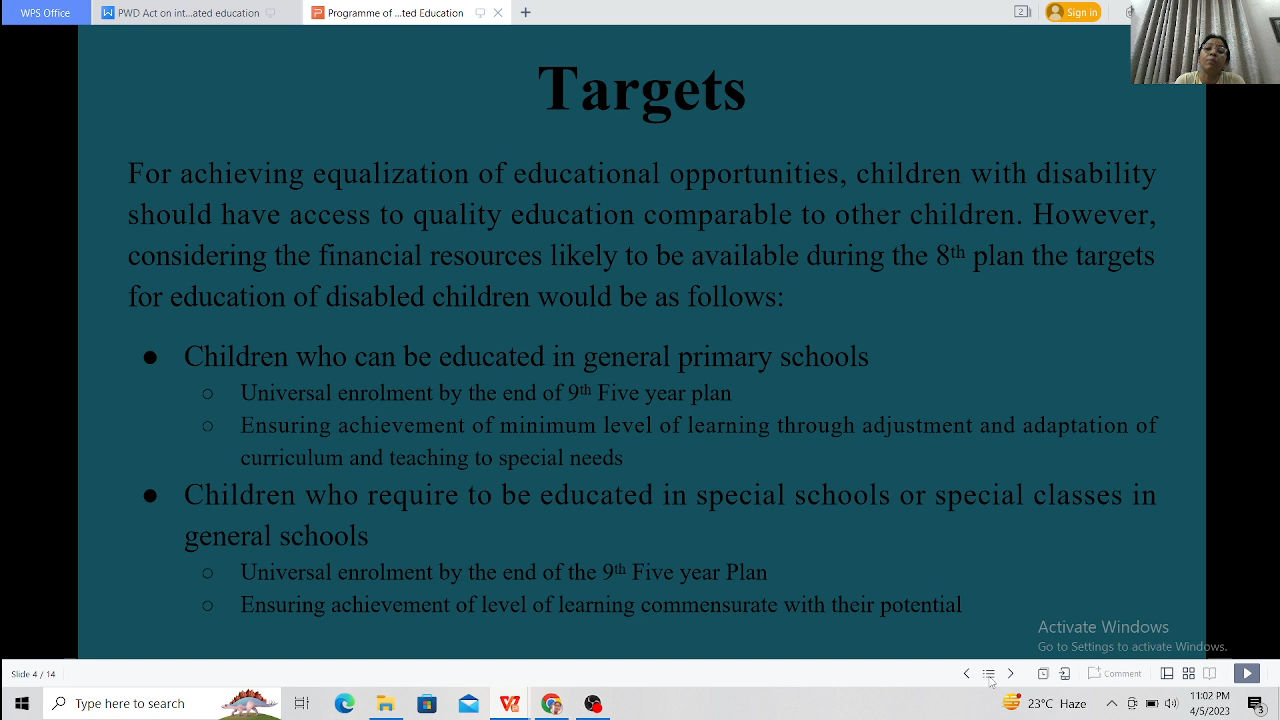 WPS Office
PWD Act on ...ated education
Programme of ...ted Education
2
Sign in
Targets
For achieving equalization of educational opportunities, children with disability
should have access to quality education comparable to other children. However,
considering the financial resources likely to be available during the 8th plan the targets
for education of disabled children would be as follows:
● Children who can be educated in general primary schools
○ Universal enrolment by the end of 9th Five year plan
○ Ensuring achievement of minimum level of learning through adjustment and adaptation of
curriculum and teaching to special needs
● Children who require to be educated in special schools or special classes in
general schools
○ Universal enrolment by the end of the 9th Five year Plan
○ Ensuring achievement of level of learning commensurate with their potential
Activate Windows
Go to Settings to activate Windows.
Slide 4 / 14
Comment
Type here to search
23°C Haze
11:02 PM
4/5/2023
3